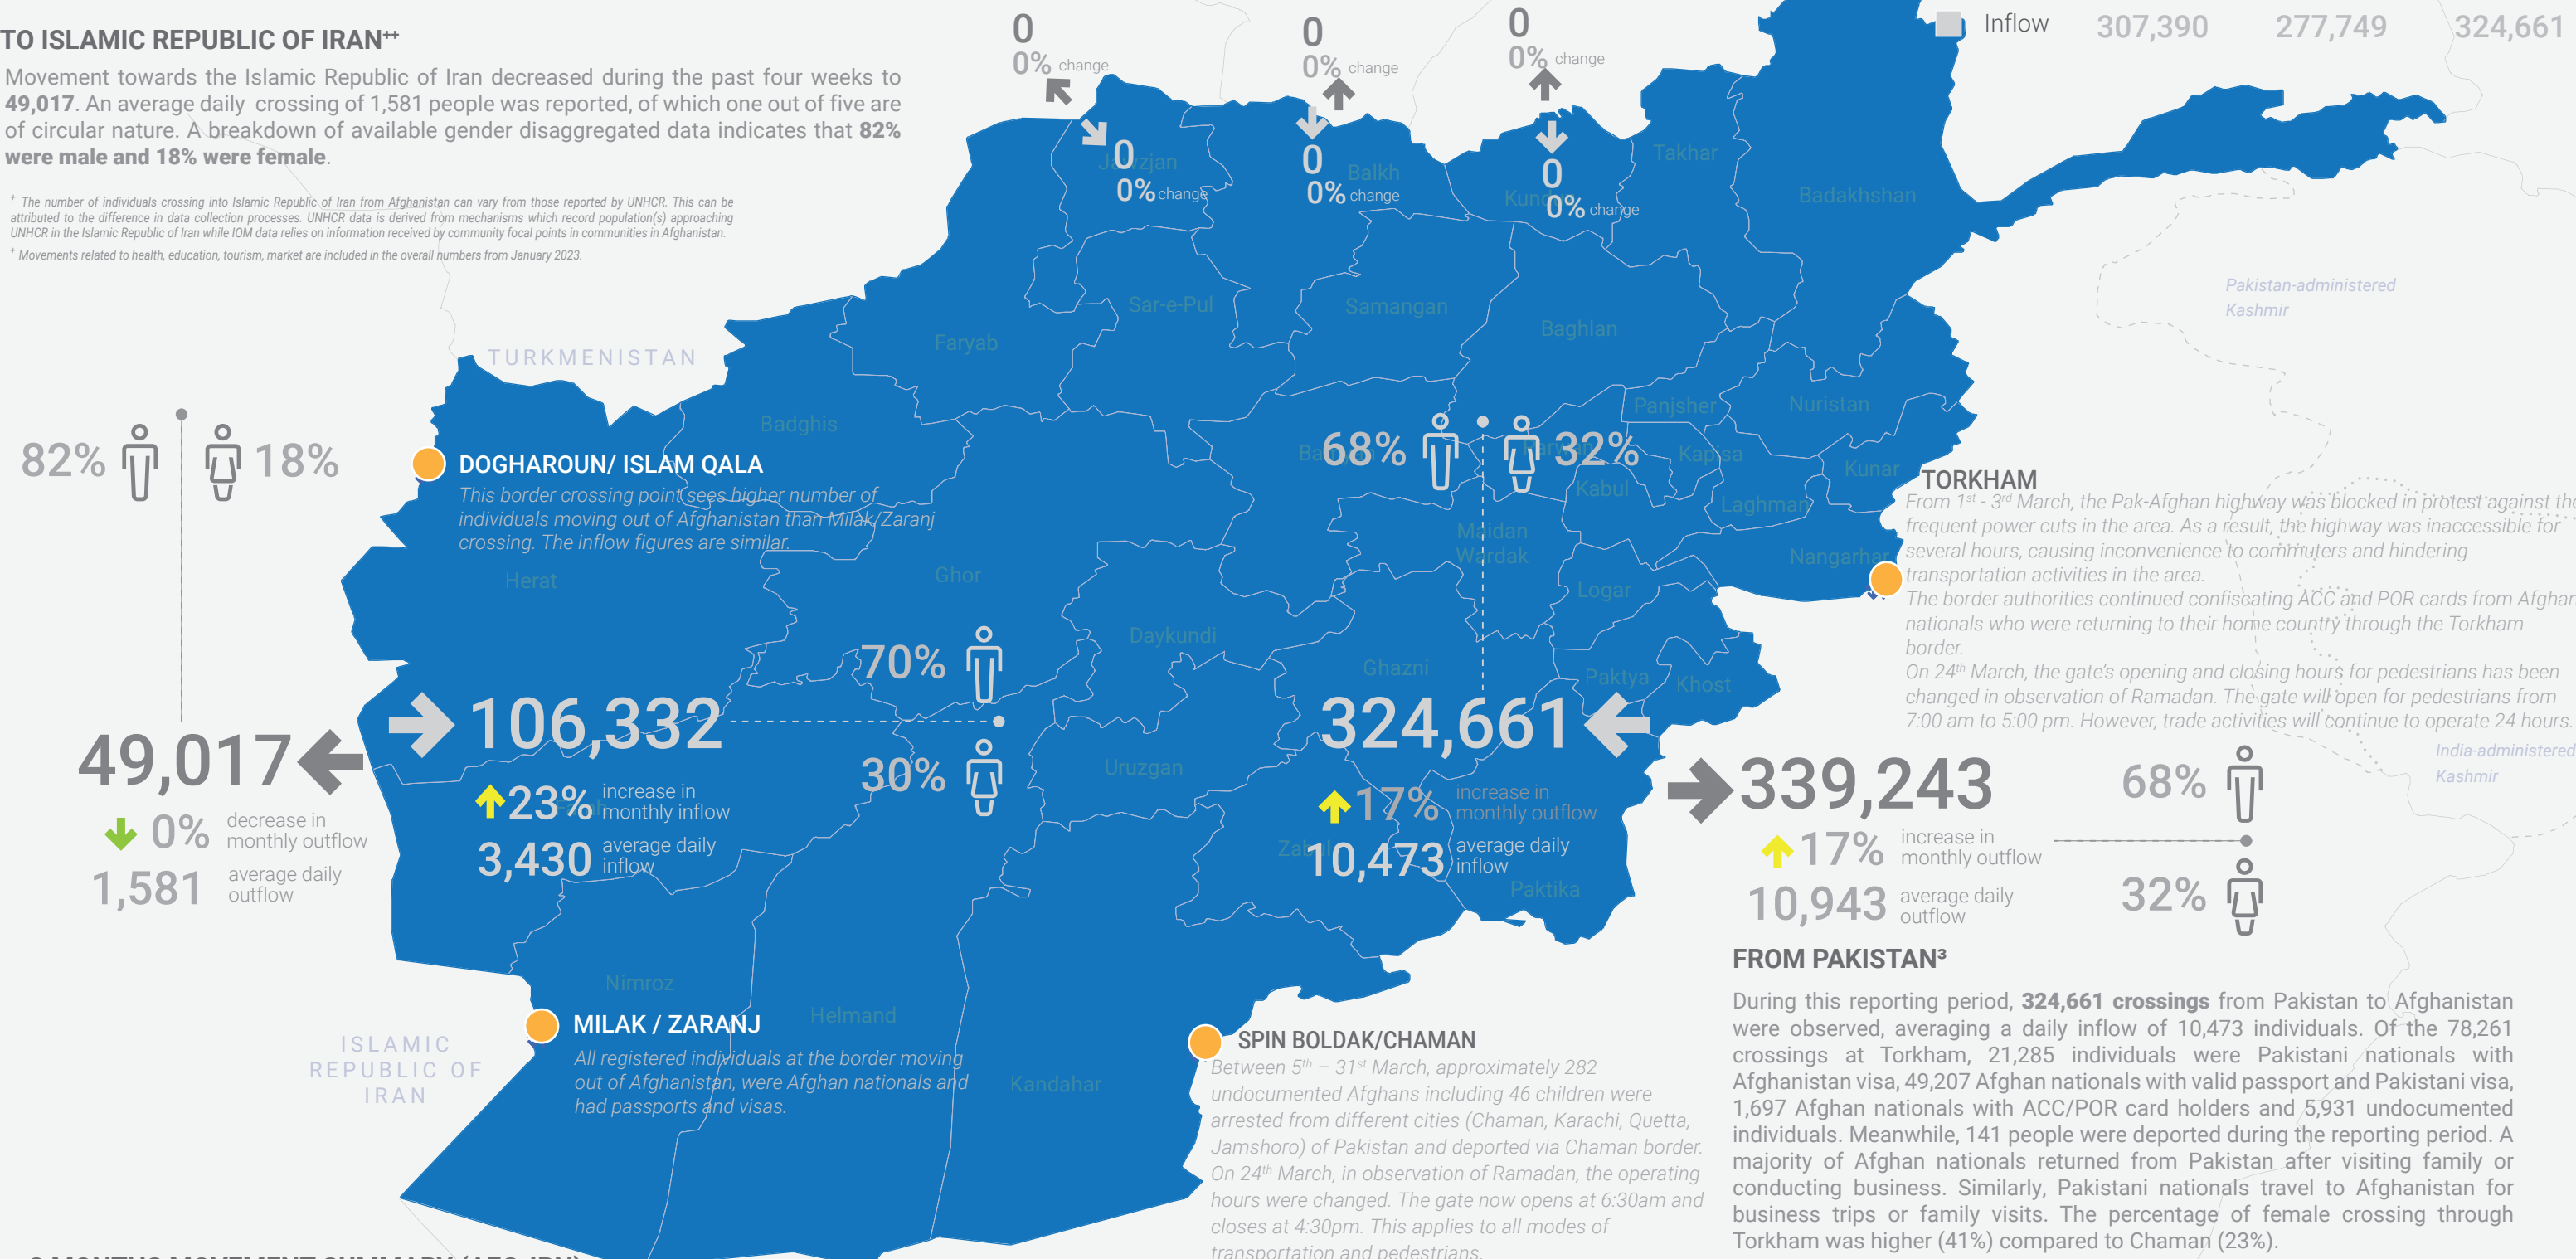 TO ISLAMIC REPUBLIC OF IRAN⁺⁺
Movement towards the Islamic Republic of Iran decreased during the past four weeks to
49,017. An average daily crossing of 1,581 people was reported, of which one out of five are
of circular nature. A breakdown of available gender disaggregated data indicates that 82%
were male and 18% were female.
⁺ The number of individuals crossing into Islamic Republic of Iran from Afghanistan can vary from those reported by UNHCR. This can be
attributed to the difference in data collection processes. UNHCR data is derived from mechanisms which record population(s) approaching
UNHCR in the Islamic Republic of Iran while IOM data relies on information received by community focal points in communities in Afghanistan.
⁺ Movements related to health, education, tourism, market are included in the overall numbers from January 2023.
0
0% change
0
0% change
0
0% change
0
0% change
0
0% change
0
0% change
Inflow 307,390 277,749 324,661
Jawzjan
Balkh
Takhar
Badakhshan
Sar-e-Pul
Samangan
Baghlan
Faryab
Badghis
Panjsher
Nuristan
Kapisa
Kunar
Kabul
Laghman
Maidan
Wardak
Nangarhar
Logar
Herat
Ghor
Daykundi
Ghazni
Paktya
Khost
Uruzgan
Paktika
Nimroz
Helmand
Kandahar
TURKMENISTAN
Pakistan-administered
Kashmir
India-administered
Kashmir
ISLAMIC
REPUBLIC OF
IRAN
82% 18%
49,017
0% decrease in
monthly outflow
1,581 average daily
outflow
DOGHAROUN/ ISLAM QALA
This border crossing point sees higher number of
individuals moving out of Afghanistan than Milak/Zaranj
crossing. The inflow figures are similar.
106,332
23% increase in
monthly inflow
3,430 average daily
inflow
70%
30%
68% 32%
324,661
17% increase in
monthly outflow
10,473 average daily
inflow
TORKHAM
From 1st - 3rd March, the Pak-Afghan highway was blocked in protest against the
frequent power cuts in the area. As a result, the highway was inaccessible for
several hours, causing inconvenience to commuters and hindering
transportation activities in the area.
The border authorities continued confiscating ACC and POR cards from Afghan
nationals who were returning to their home country through the Torkham
border.
On 24th March, the gate's opening and closing hours for pedestrians has been
changed in observation of Ramadan. The gate will open for pedestrians from
7:00 am to 5:00 pm. However, trade activities will continue to operate 24 hours.
339,243
17% increase in
monthly outflow
10,943 average daily
outflow
68%
32%
MILAK / ZARANJ
All registered individuals at the border moving
out of Afghanistan, were Afghan nationals and
had passports and visas.
SPIN BOLDAK/CHAMAN
Between 5th – 31st March, approximately 282
undocumented Afghans including 46 children were
arrested from different cities (Chaman, Karachi, Quetta,
Jamshoro) of Pakistan and deported via Chaman border.
On 24th March, in observation of Ramadan, the operating
hours were changed. The gate now opens at 6:30am and
closes at 4:30pm. This applies to all modes of
transportation and pedestrians.
FROM PAKISTAN³
During this reporting period, 324,661 crossings from Pakistan to Afghanistan
were observed, averaging a daily inflow of 10,473 individuals. Of the 78,261
crossings at Torkham, 21,285 individuals were Pakistani nationals with
Afghanistan visa, 49,207 Afghan nationals with valid passport and Pakistani visa,
1,697 Afghan nationals with ACC/POR card holders and 5,931 undocumented
individuals. Meanwhile, 141 people were deported during the reporting period. A
majority of Afghan nationals returned from Pakistan after visiting family or
conducting business. Similarly, Pakistani nationals travel to Afghanistan for
business trips or family visits. The percentage of female crossing through
Torkham was higher (41%) compared to Chaman (23%).